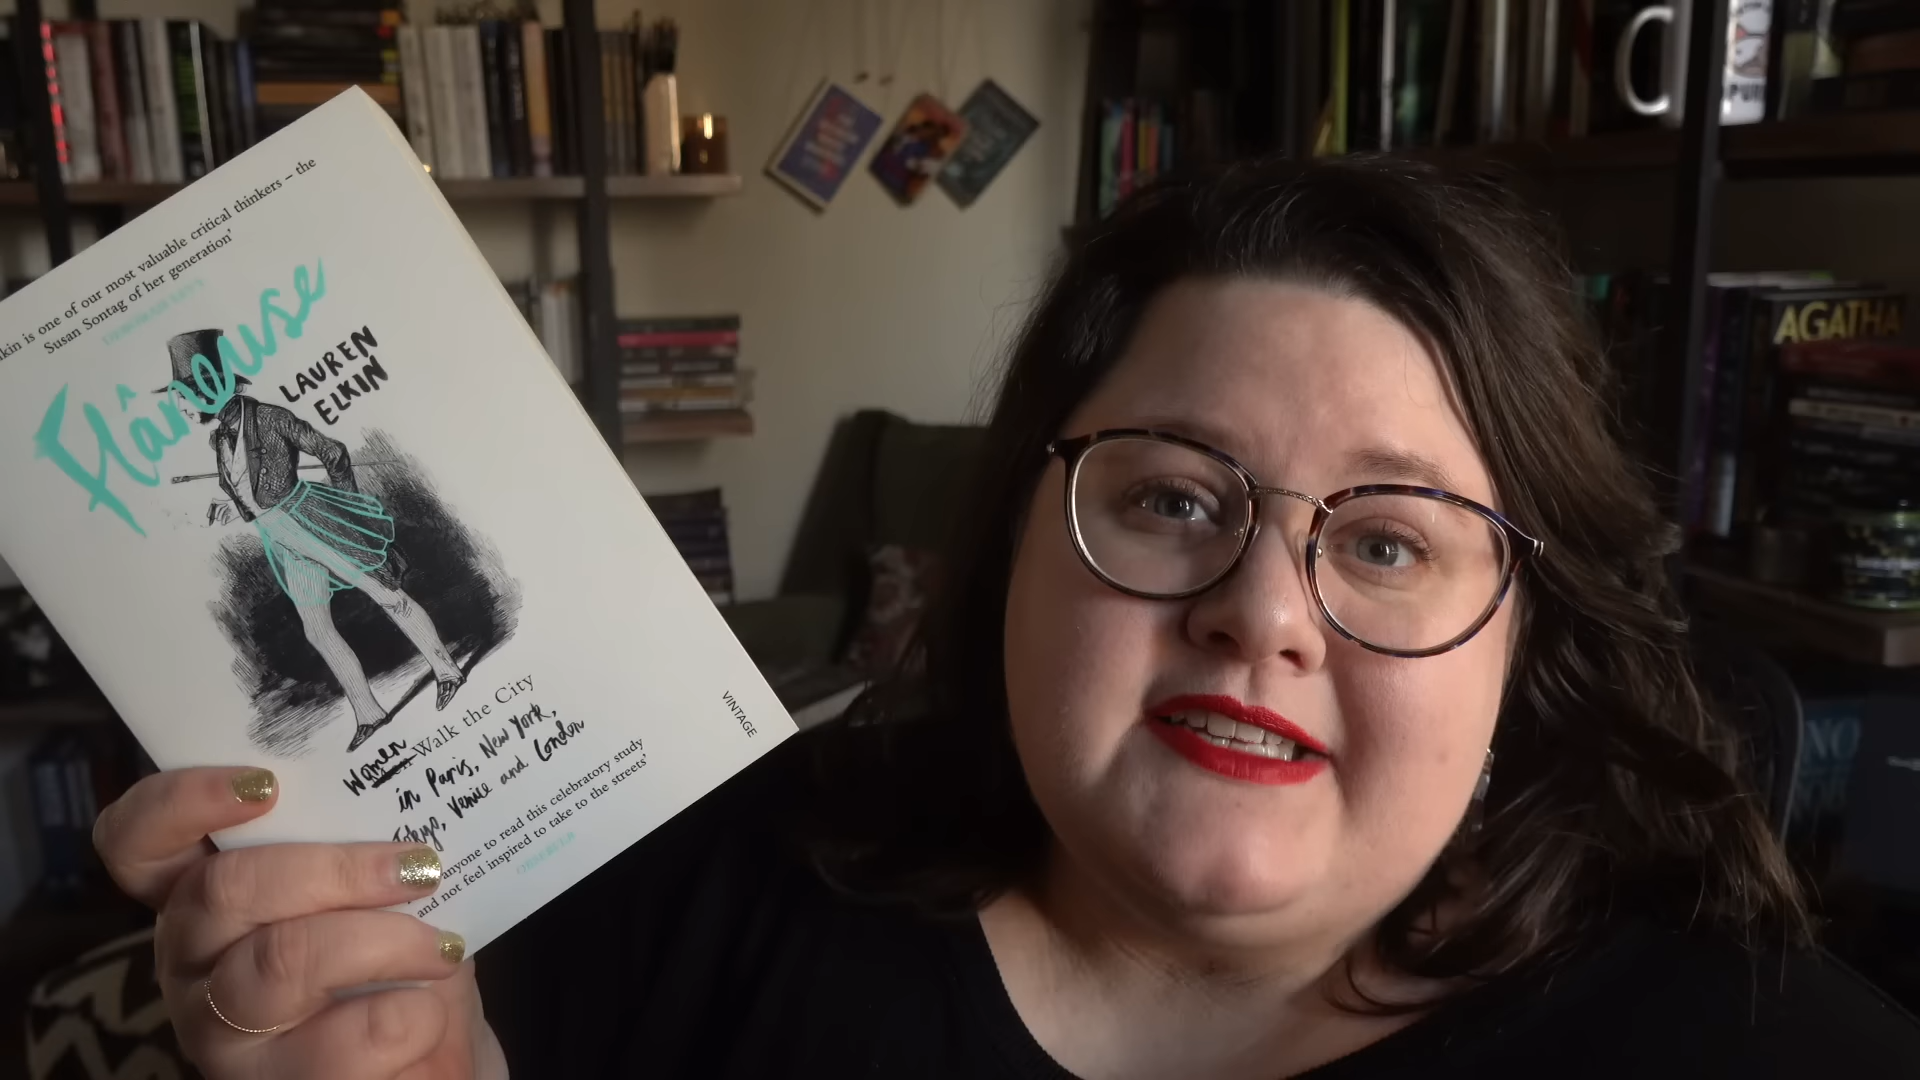 kin is one of our most valuable critical thinkers – the
Susan Sontag of her generation'
Flâneuse
LAUREN
ELKIN
Women Walk the City
in Paris, New York,
Tokyo, Venice and London
anyone to read this celebratory study
and not feel inspired to take to the streets'
OBSERVER
VINTAGE
AGATHA